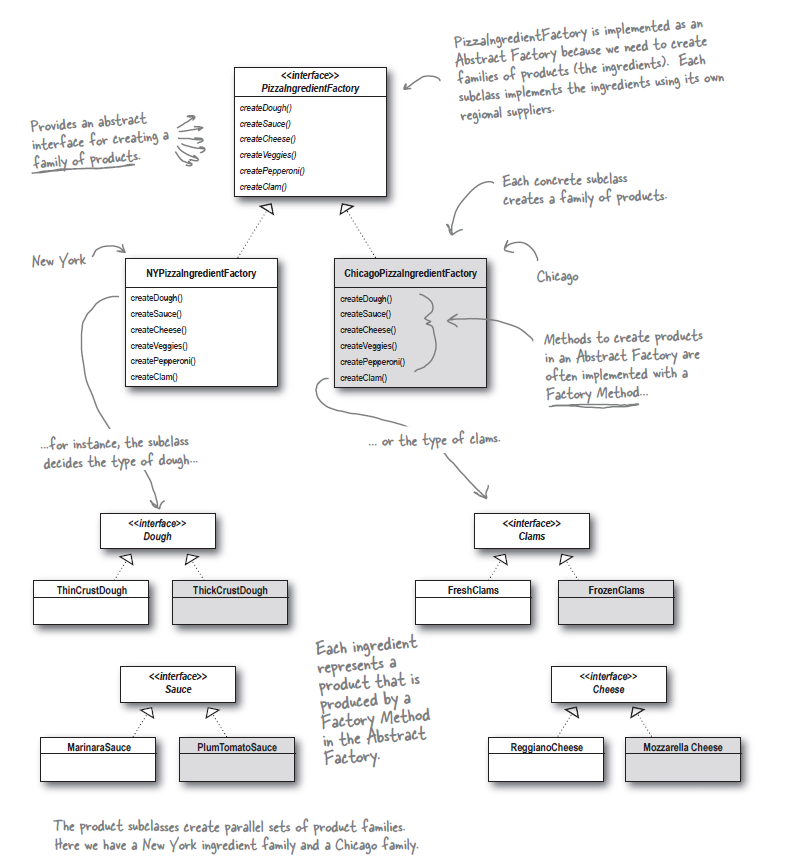 PizzaIngredientFactory is implemented as an
Abstract Factory because we need to create
families of products (the ingredients). Each
subclass implements the ingredients using its own
regional suppliers.
<<interface>>
PizzaIngredientFactory
createDough()
createSauce()
createCheese()
createVeggies()
createPepperoni()
createClam()
Provides an abstract
interface for creating a
family of products.
Each concrete subclass
creates a family of products.
New York
NYPizzaIngredientFactory
createDough()
createSauce()
createCheese()
createVeggies()
createPepperoni()
createClam()
ChicagoPizzaIngredientFactory
createDough()
createSauce()
createCheese()
createVeggies()
createPepperoni()
createClam()
Chicago
Methods to create products
in an Abstract Factory are
often implemented with a
Factory Method...
...for instance, the subclass
decides the type of dough...
... or the type of clams.
<<interface>>
Dough
ThinCrustDough
ThickCrustDough
<<interface>>
Clams
FreshClams
FrozenClams
Each ingredient
represents a
product that is
produced by a
Factory Method
in the Abstract
Factory.
<<interface>>
Sauce
MarinaraSauce
PlumTomatoSauce
<<interface>>
Cheese
ReggianoCheese
Mozzarella Cheese
The product subclasses create parallel sets of product families.
Here we have a New York ingredient family and a Chicago family.